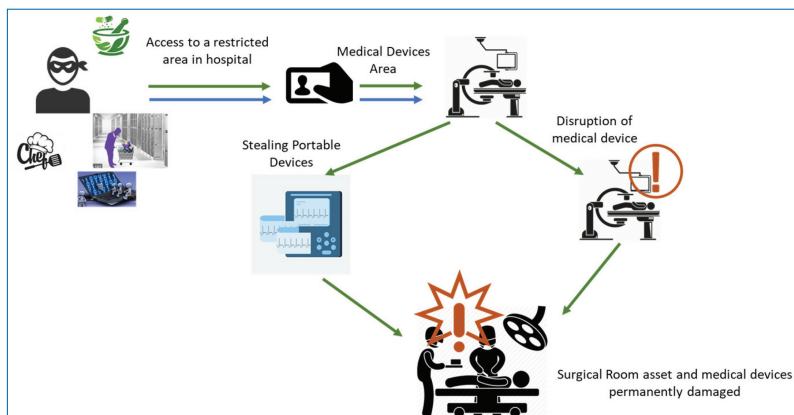 Access to a restricted
area in hospital
Medical Devices
Area
Chef
Stealing Portable
Devices
Disruption of
medical device
Surgical Room asset and medical devices
permanently damaged